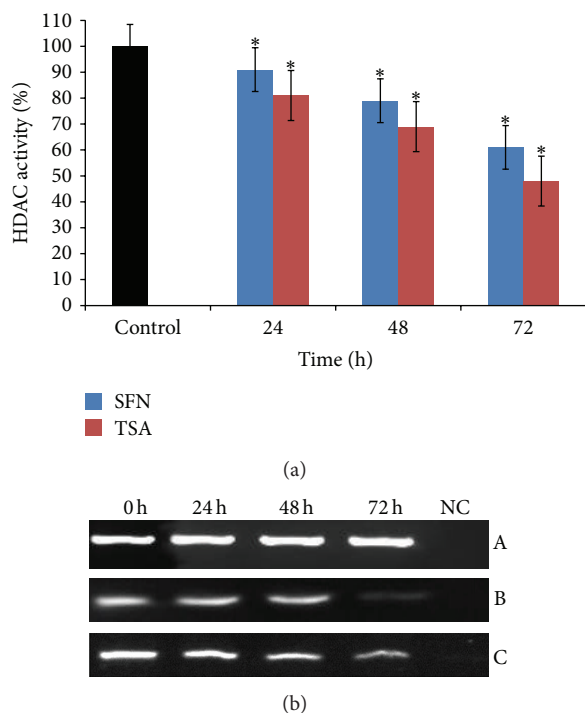 110
100
90
80
70
60
50
40
30
20
10
0
HDAC activity (%)
* * * * * *
Control 24 48 72
Time (h)
SFN
TSA
(a)
0 h 24 h 48 h 72 h NC
A
B
C
(b)